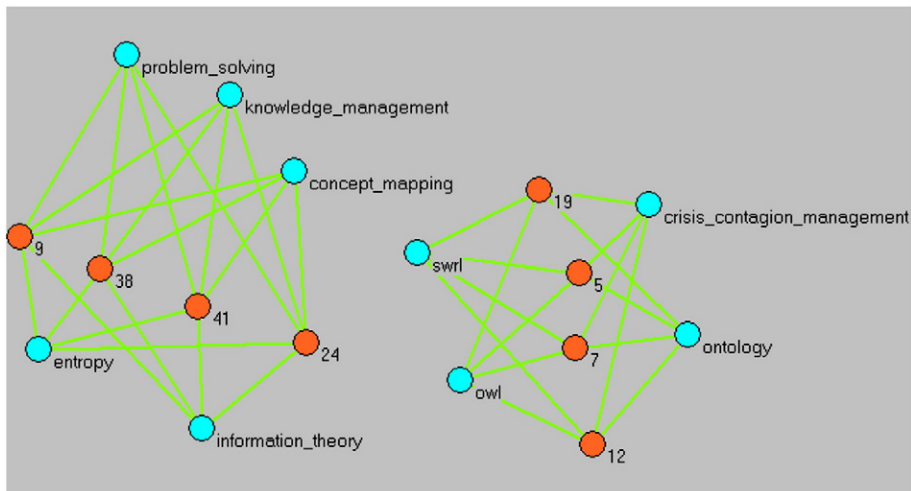 problem_solving
knowledge_management
concept_mapping
19
crisis_contagion_management
9
swrl
38
5
41
ontology
24
7
entropy
owl
information_theory
12